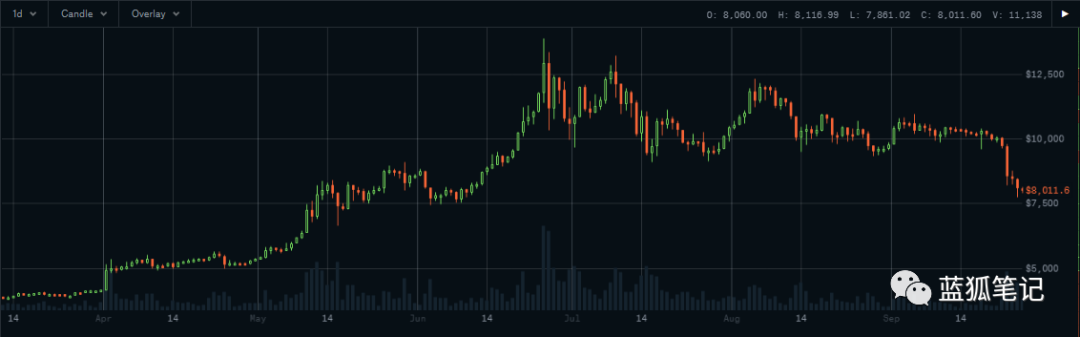 1d Candle Overlay O: 8,060.00 H: 8,116.99 L: 7,861.02 C: 8,011.60 V: 11,138
$12,500
$10,000
$8,011.6
$7,500
$5,000
蓝狐笔记
14 Apr 14 May 14 Jun 14 Jul 14 Aug 14 Sep 14